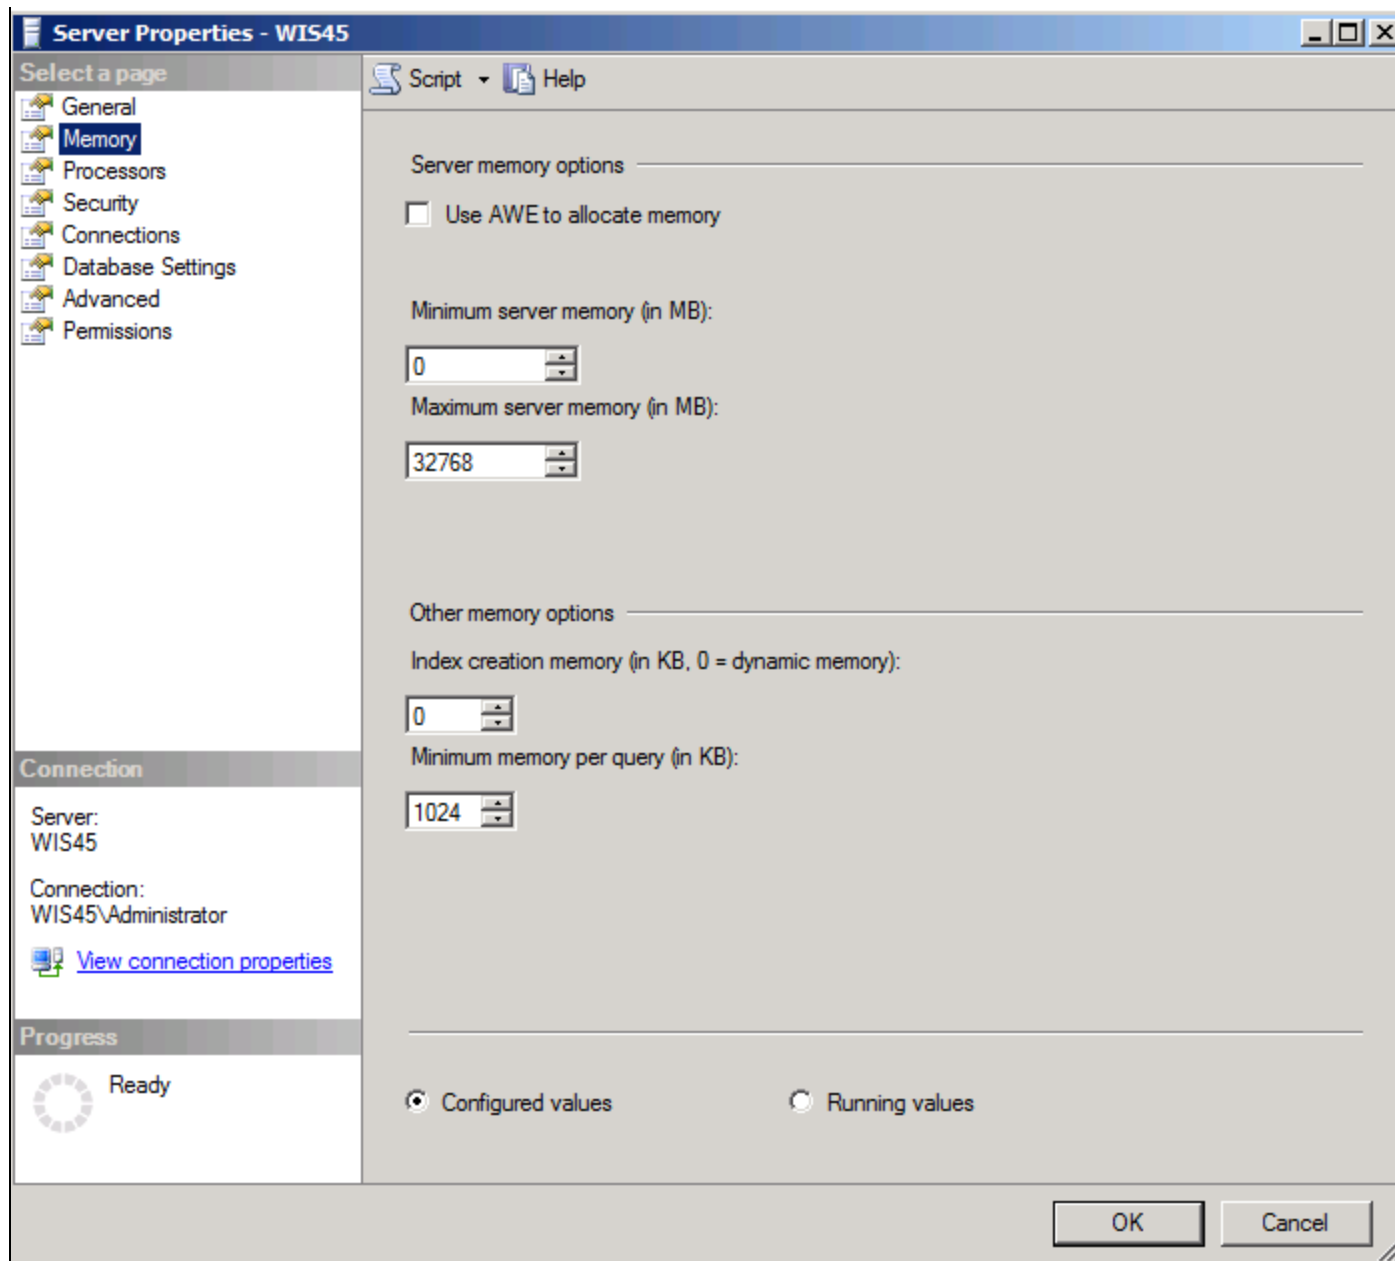 Server Properties - WIS45
Select a page
General
Memory
Processors
Security
Connections
Database Settings
Advanced
Permissions
Connection
Server:
WIS45
Connection:
WIS45\Administrator
View connection properties
Progress
Ready
Script
Help
Server memory options
Use AWE to allocate memory
Minimum server memory (in MB):
0
Maximum server memory (in MB):
32768
Other memory options
Index creation memory (in KB, 0 = dynamic memory):
0
Minimum memory per query (in KB):
1024
Configured values
Running values
OK
Cancel